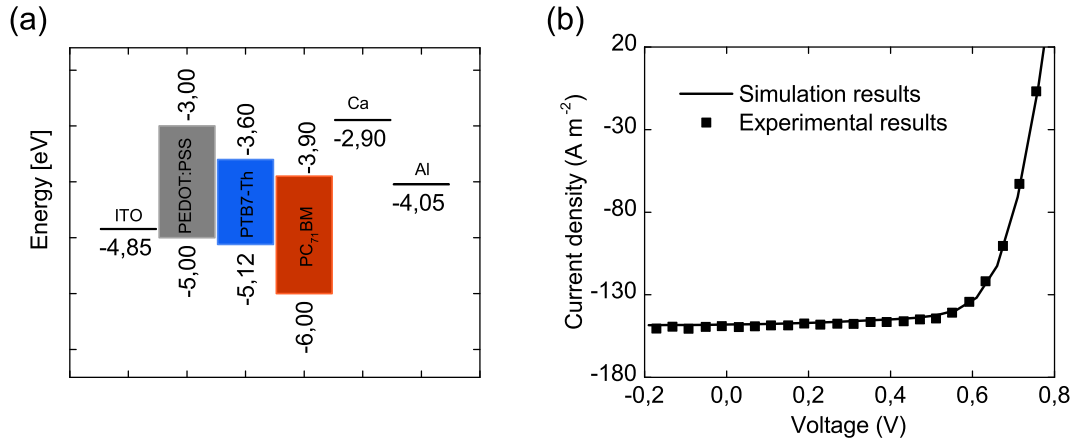 (a)
Energy [eV]
ITO
-4,85
-3,00
PEDOT:PSS
-5,00
-3,60
PTB7-Th
-5,12
-3,90
PC₇₁BM
-6,00
Ca
-2,90
Al
-4,05
(b)
Current density (A m⁻²)
20
-30
-80
-130
-180
Simulation results
Experimental results
-0,2 0,0 0,2 0,4 0,6 0,8
Voltage (V)